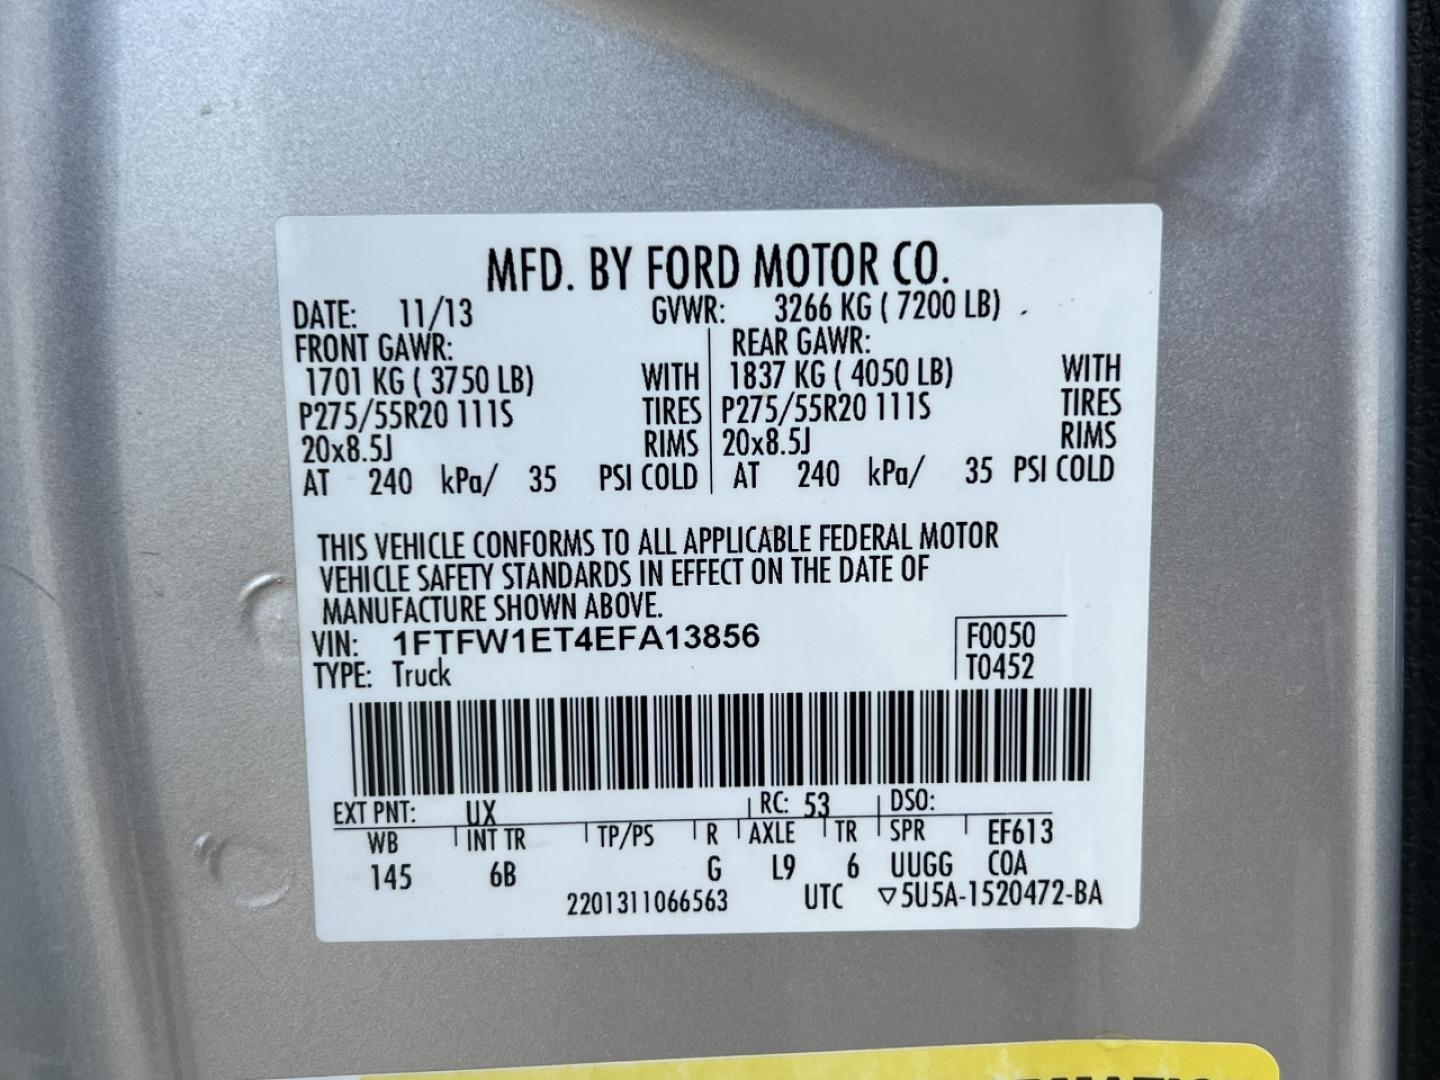 MFD. BY FORD MOTOR CO.
DATE: 11/13 GVWR: 3266 KG ( 7200 LB)
FRONT GAWR: REAR GAWR:
1701 KG ( 3750 LB) WITH 1837 KG ( 4050 LB) WITH
P275/55R20 111S TIRES P275/55R20 111S TIRES
20x8.5J RIMS 20x8.5J RIMS
AT 240 kPa/ 35 PSI COLD AT 240 kPa/ 35 PSI COLD
THIS VEHICLE CONFORMS TO ALL APPLICABLE FEDERAL MOTOR
VEHICLE SAFETY STANDARDS IN EFFECT ON THE DATE OF
MANUFACTURE SHOWN ABOVE.
VIN: 1FTFW1ET4EFA13856 F0050
TYPE: Truck T0452
EXT PNT: UX RC: 53 DSO:
WB INT TR TP/PS R AXLE TR SPR EF613
145 6B G L9 6 UUGG COA
2201311066563 UTC ▽5U5A-1520472-BA